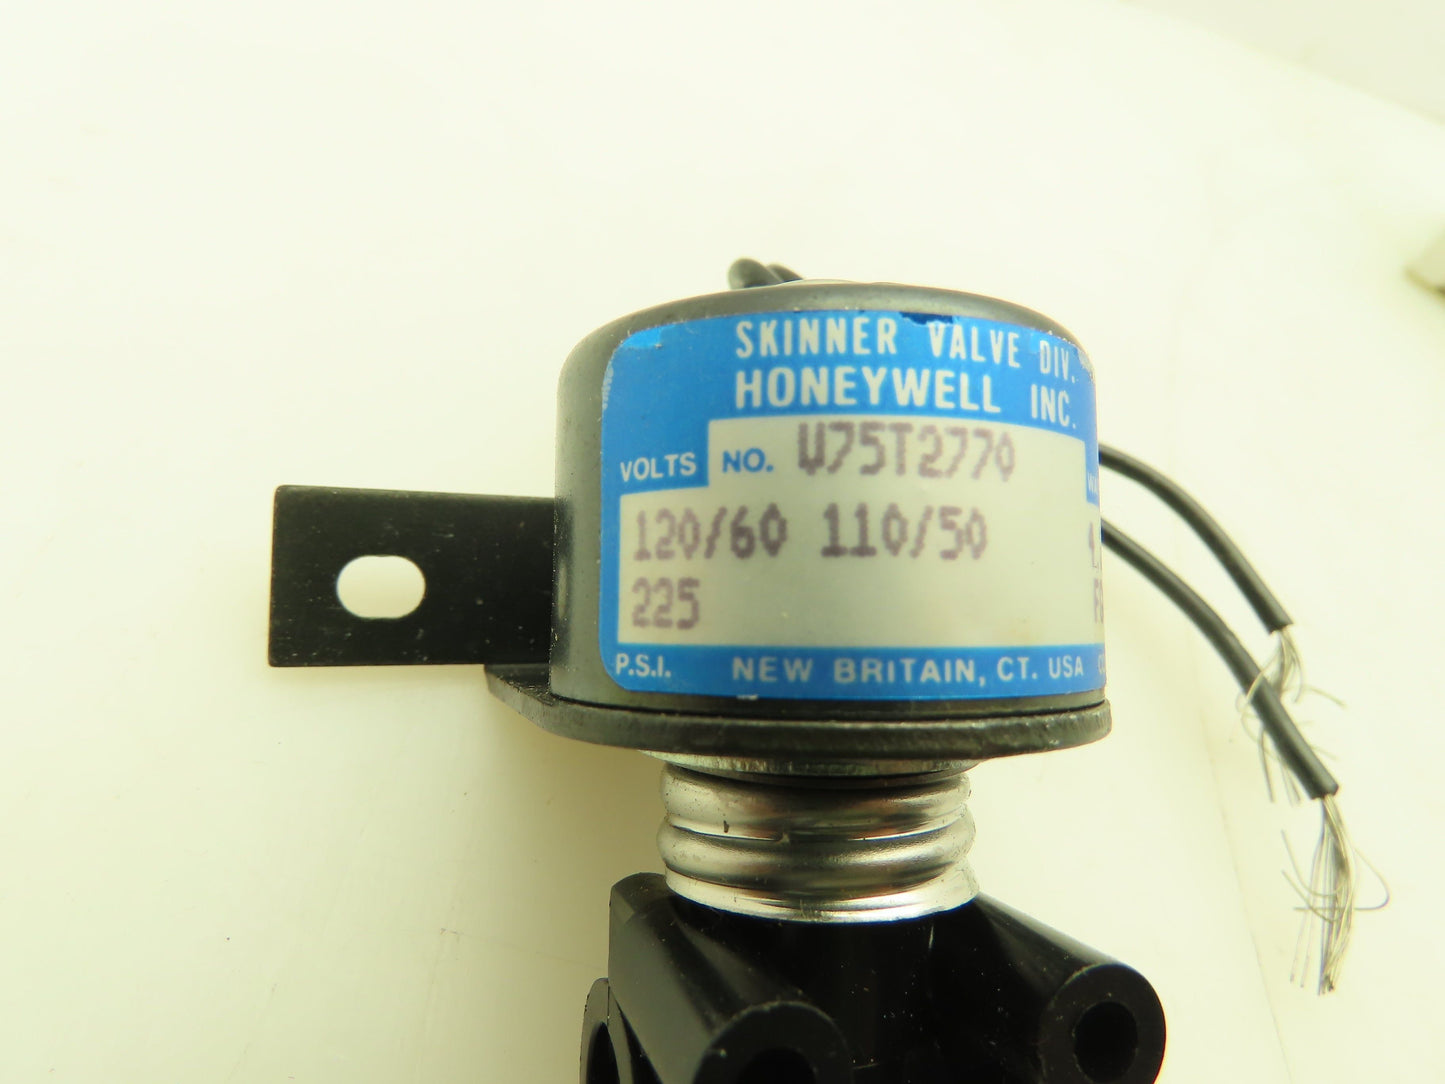 SKINNER VALVE DIV.
HONEYWELL INC.
VOLTS NO. V75T2770
120/60 110/50
225
P.S.I. NEW BRITAIN, CT. USA